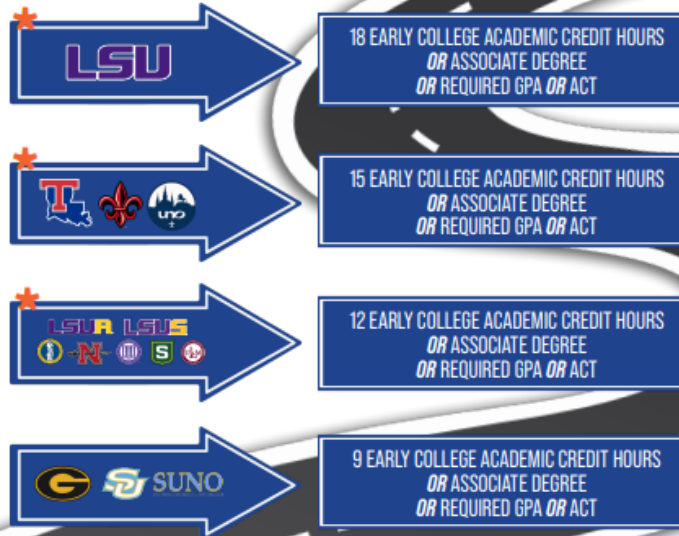 *
LSU
18 EARLY COLLEGE ACADEMIC CREDIT HOURS
OR ASSOCIATE DEGREE
OR REQUIRED GPA OR ACT
*
T
uno
15 EARLY COLLEGE ACADEMIC CREDIT HOURS
OR ASSOCIATE DEGREE
OR REQUIRED GPA OR ACT
*
LSUA LSUS
N S
12 EARLY COLLEGE ACADEMIC CREDIT HOURS
OR ASSOCIATE DEGREE
OR REQUIRED GPA OR ACT
G SU SUNO
9 EARLY COLLEGE ACADEMIC CREDIT HOURS
OR ASSOCIATE DEGREE
OR REQUIRED GPA OR ACT